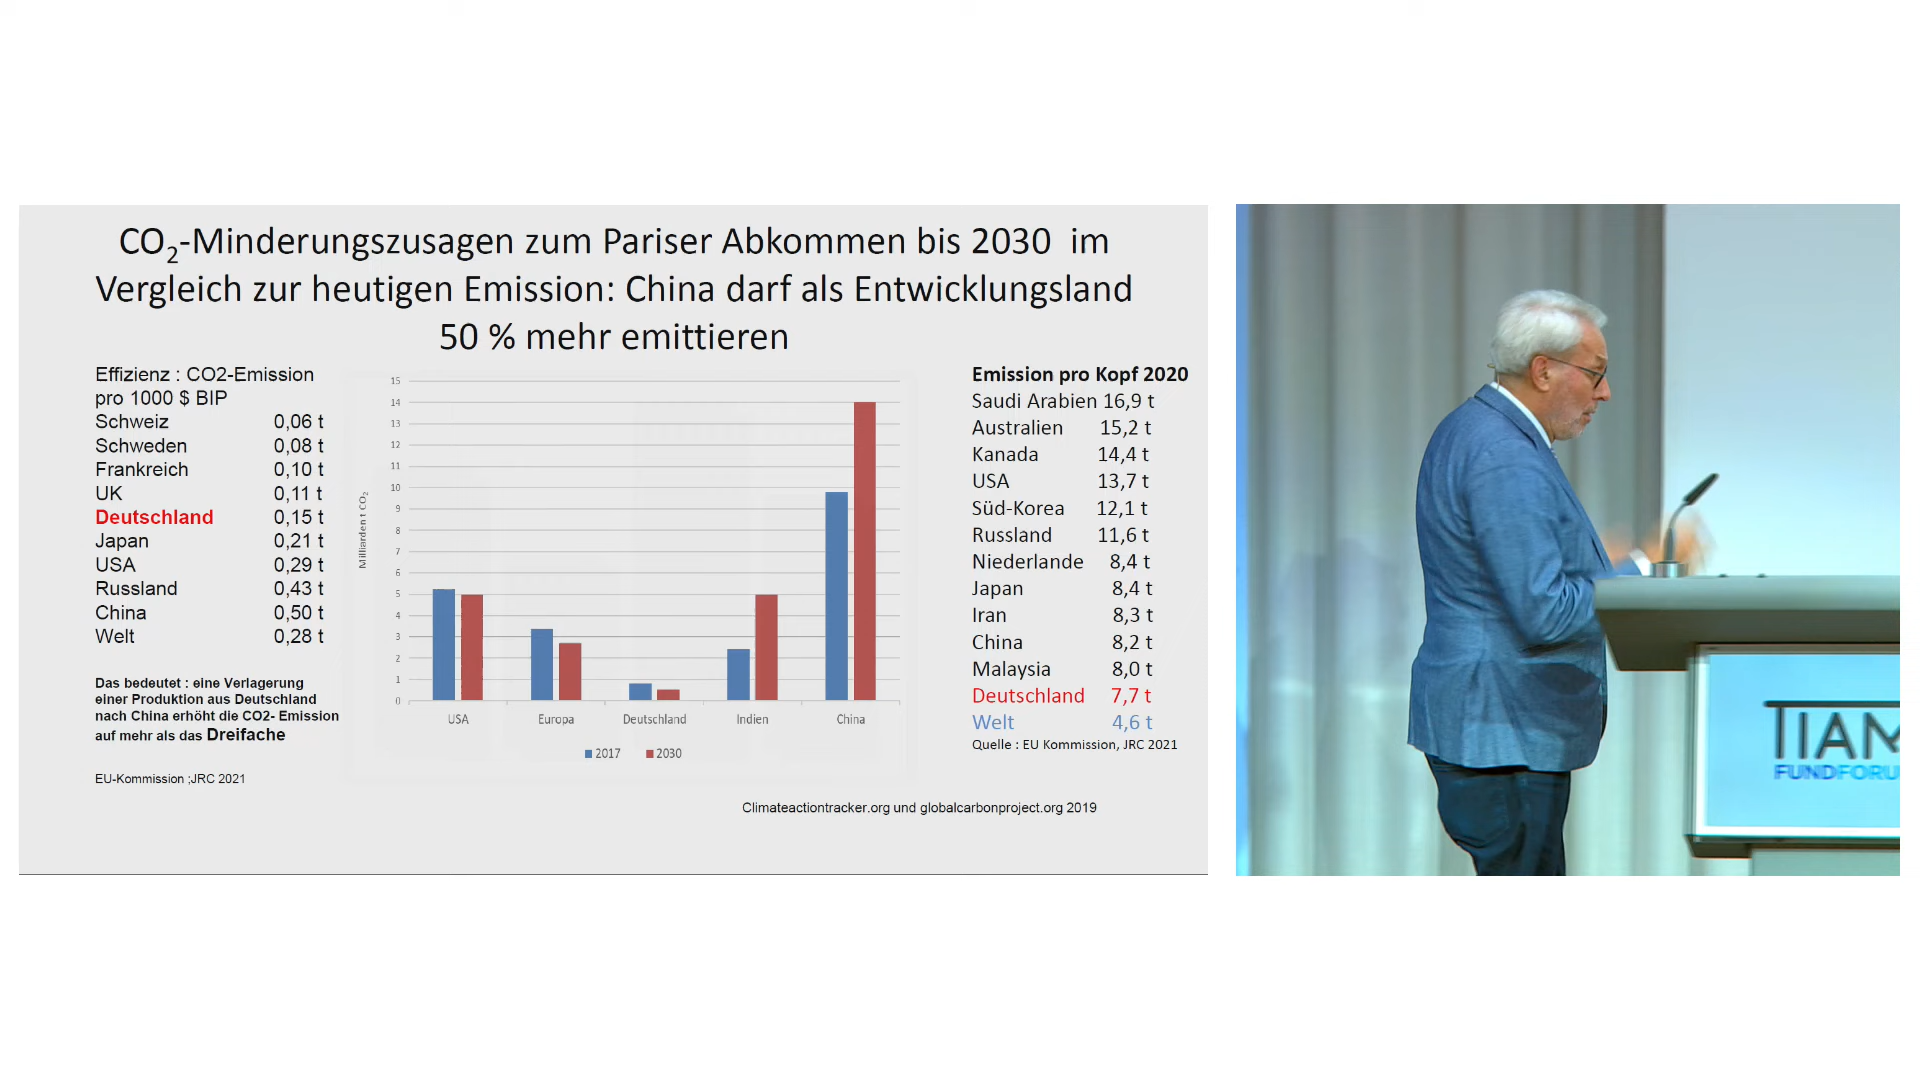 CO2-Minderungszusagen zum Pariser Abkommen bis 2030 im
Vergleich zur heutigen Emission: China darf als Entwicklungsland
50 % mehr emittieren
Effizienz : CO2-Emission
pro 1000 $ BIP
Schweiz 0,06 t
Schweden 0,08 t
Frankreich 0,10 t
UK 0,11 t
Deutschland 0,15 t
Japan 0,21 t
USA 0,29 t
Russland 0,43 t
China 0,50 t
Welt 0,28 t
Das bedeutet : eine Verlagerung
einer Produktion aus Deutschland
nach China erhöht die CO2- Emission
auf mehr als das Dreifache
EU-Kommission ;JRC 2021
Milliarden t CO2
15
14
13
12
11
10
9
8
7
6
5
4
3
2
1
0
USA Europa Deutschland Indien China
2017 2030
Climateactiontracker.org und globalcarbonproject.org 2019
Emission pro Kopf 2020
Saudi Arabien 16,9 t
Australien 15,2 t
Kanada 14,4 t
USA 13,7 t
Süd-Korea 12,1 t
Russland 11,6 t
Niederlande 8,4 t
Japan 8,4 t
Iran 8,3 t
China 8,2 t
Malaysia 8,0 t
Deutschland 7,7 t
Welt 4,6 t
Quelle : EU Kommission, JRC 2021
TIAM
FUNDFORU